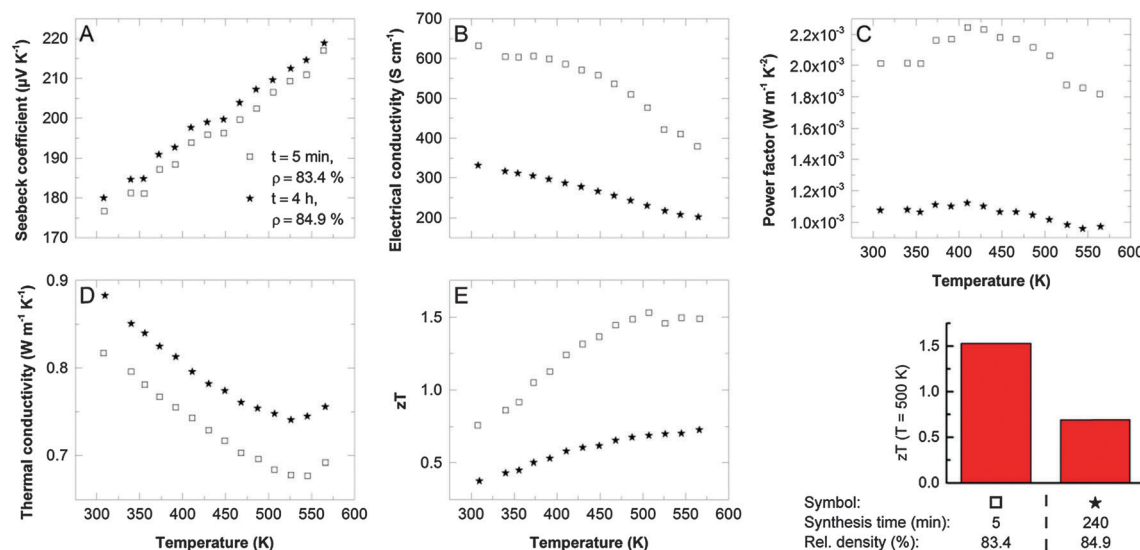 A
Seebeck coefficient (µV K⁻¹)
220
210
200
190
180
170
t = 5 min,
ρ = 83.4 %
t = 4 h,
ρ = 84.9 %
B
Electrical conductivity (S cm⁻¹)
700
600
500
400
300
200
C
Power factor (W m⁻¹ K⁻²)
2.2x10⁻³
2.0x10⁻³
1.8x10⁻³
1.6x10⁻³
1.4x10⁻³
1.2x10⁻³
1.0x10⁻³
300 350 400 450 500 550 600
Temperature (K)
D
Thermal conductivity (W m⁻¹ K⁻¹)
0.9
0.8
0.7
300 350 400 450 500 550 600
Temperature (K)
E
zT
1.5
1.0
0.5
300 350 400 450 500 550 600
Temperature (K)
zT (T = 500 K)
1.5
1.0
0.5
0.0
Symbol:
Synthesis time (min): 5 240
Rel. density (%): 83.4 84.9